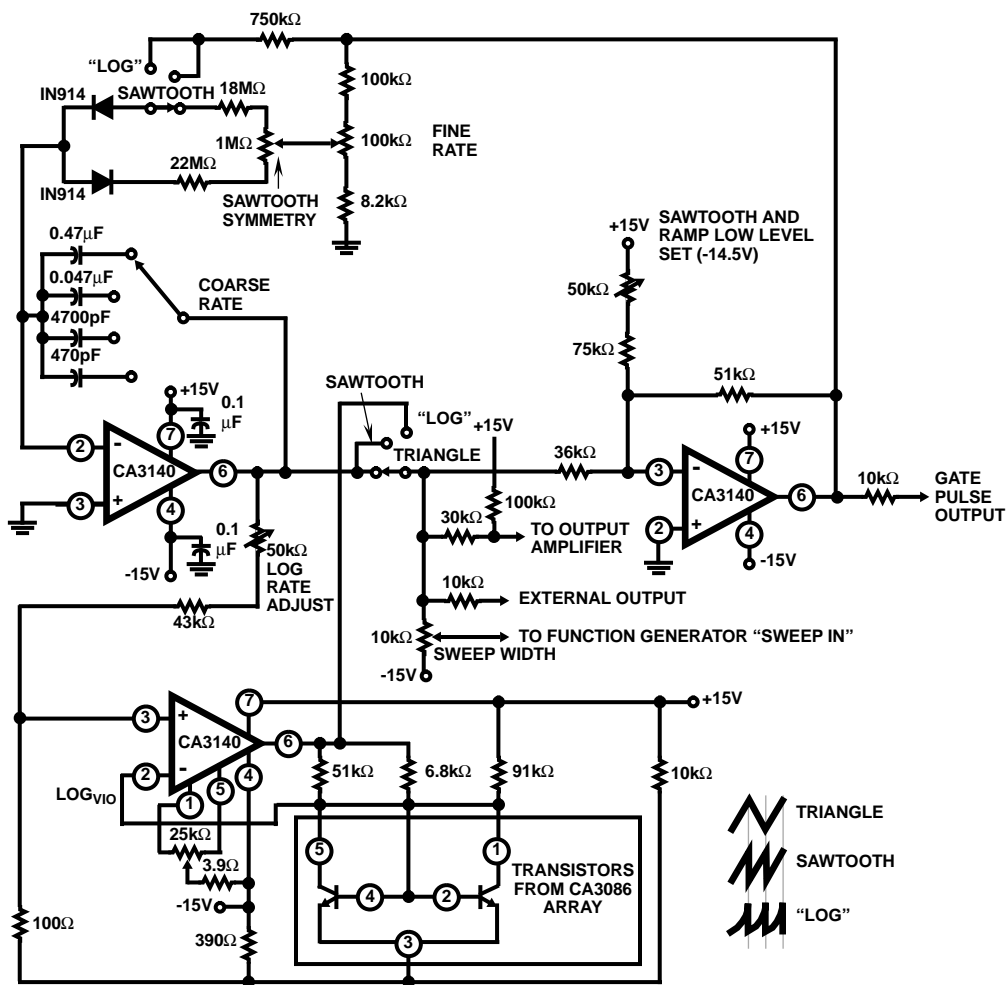 750kΩ
"LOG"
IN914
SAWTOOTH
18MΩ
100kΩ
1MΩ
100kΩ
FINE
RATE
22MΩ
IN914
SAWTOOTH
SYMMETRY
8.2kΩ
0.47μF
0.047μF
4700pF
470pF
COARSE
RATE
+15V
SAWTOOTH AND
RAMP LOW LEVEL
SET (-14.5V)
50kΩ
75kΩ
51kΩ
+15V
0.1
μF
7
2
-
CA3140
6
3
+
4
0.1
μF
-15V
SAWTOOTH
"LOG"
TRIANGLE
+15V
36kΩ
100kΩ
30kΩ
TO OUTPUT
AMPLIFIER
+15V
7
3
-
CA3140
6
2
+
4
-15V
10kΩ
GATE
PULSE
OUTPUT
50kΩ
LOG
RATE
ADJUST
43kΩ
10kΩ
EXTERNAL OUTPUT
10kΩ
TO FUNCTION GENERATOR "SWEEP IN"
SWEEP WIDTH
-15V
7
+15V
3
+
CA3140
6
2
-
5
4
1
LOGVIO
51kΩ
6.8kΩ
91kΩ
10kΩ
25kΩ
3.9Ω
-15V
100Ω
390Ω
5
1
4
2
3
TRANSISTORS
FROM CA3086
ARRAY
TRIANGLE
SAWTOOTH
"LOG"